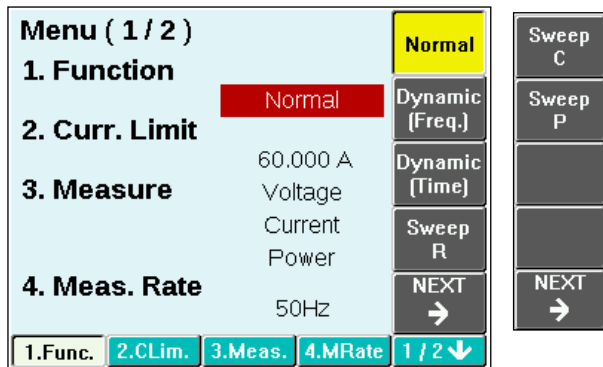 Menu ( 1 / 2 )
1. Function
Normal
2. Curr. Limit
60.000 A
3. Measure
Voltage
Current
Power
4. Meas. Rate
50Hz
1.Func.
2.CLim.
3.Meas.
4.MRate
1 / 2
Normal
Dynamic
(Freq.)
Dynamic
(Time)
Sweep
R
NEXT
Sweep
C
Sweep
P
NEXT